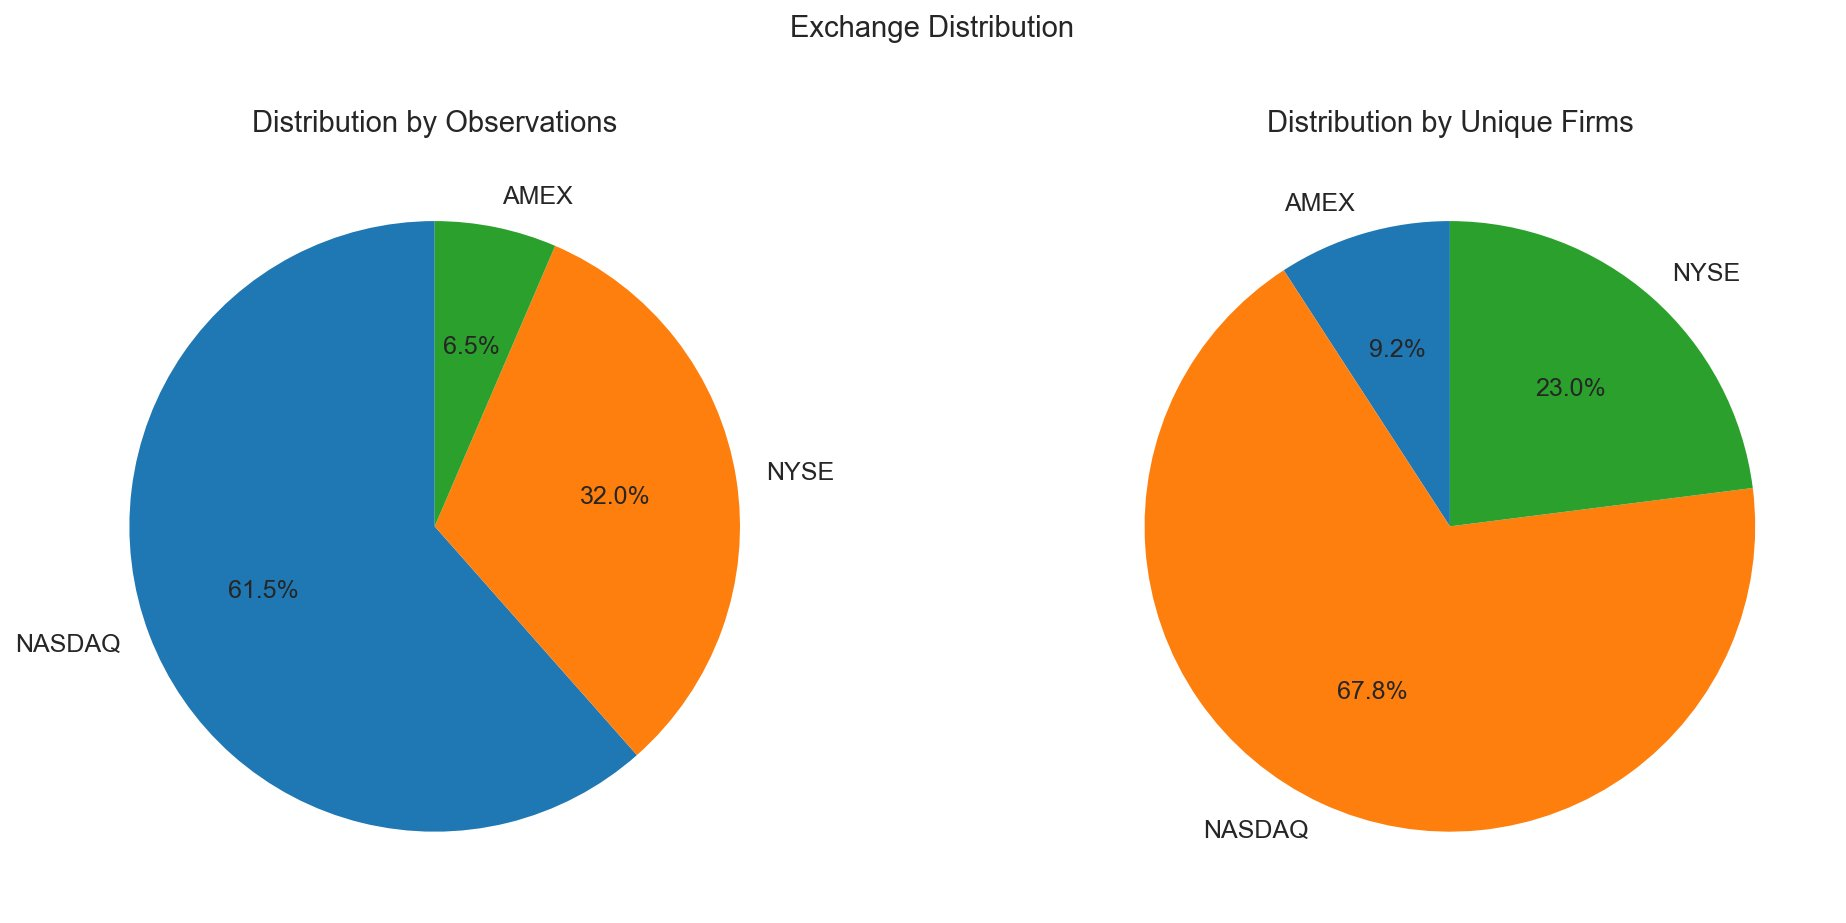 Exchange Distribution
Distribution by Observations
AMEX
6.5%
NYSE
32.0%
61.5%
NASDAQ
Distribution by Unique Firms
AMEX
NYSE
9.2%
23.0%
67.8%
NASDAQ